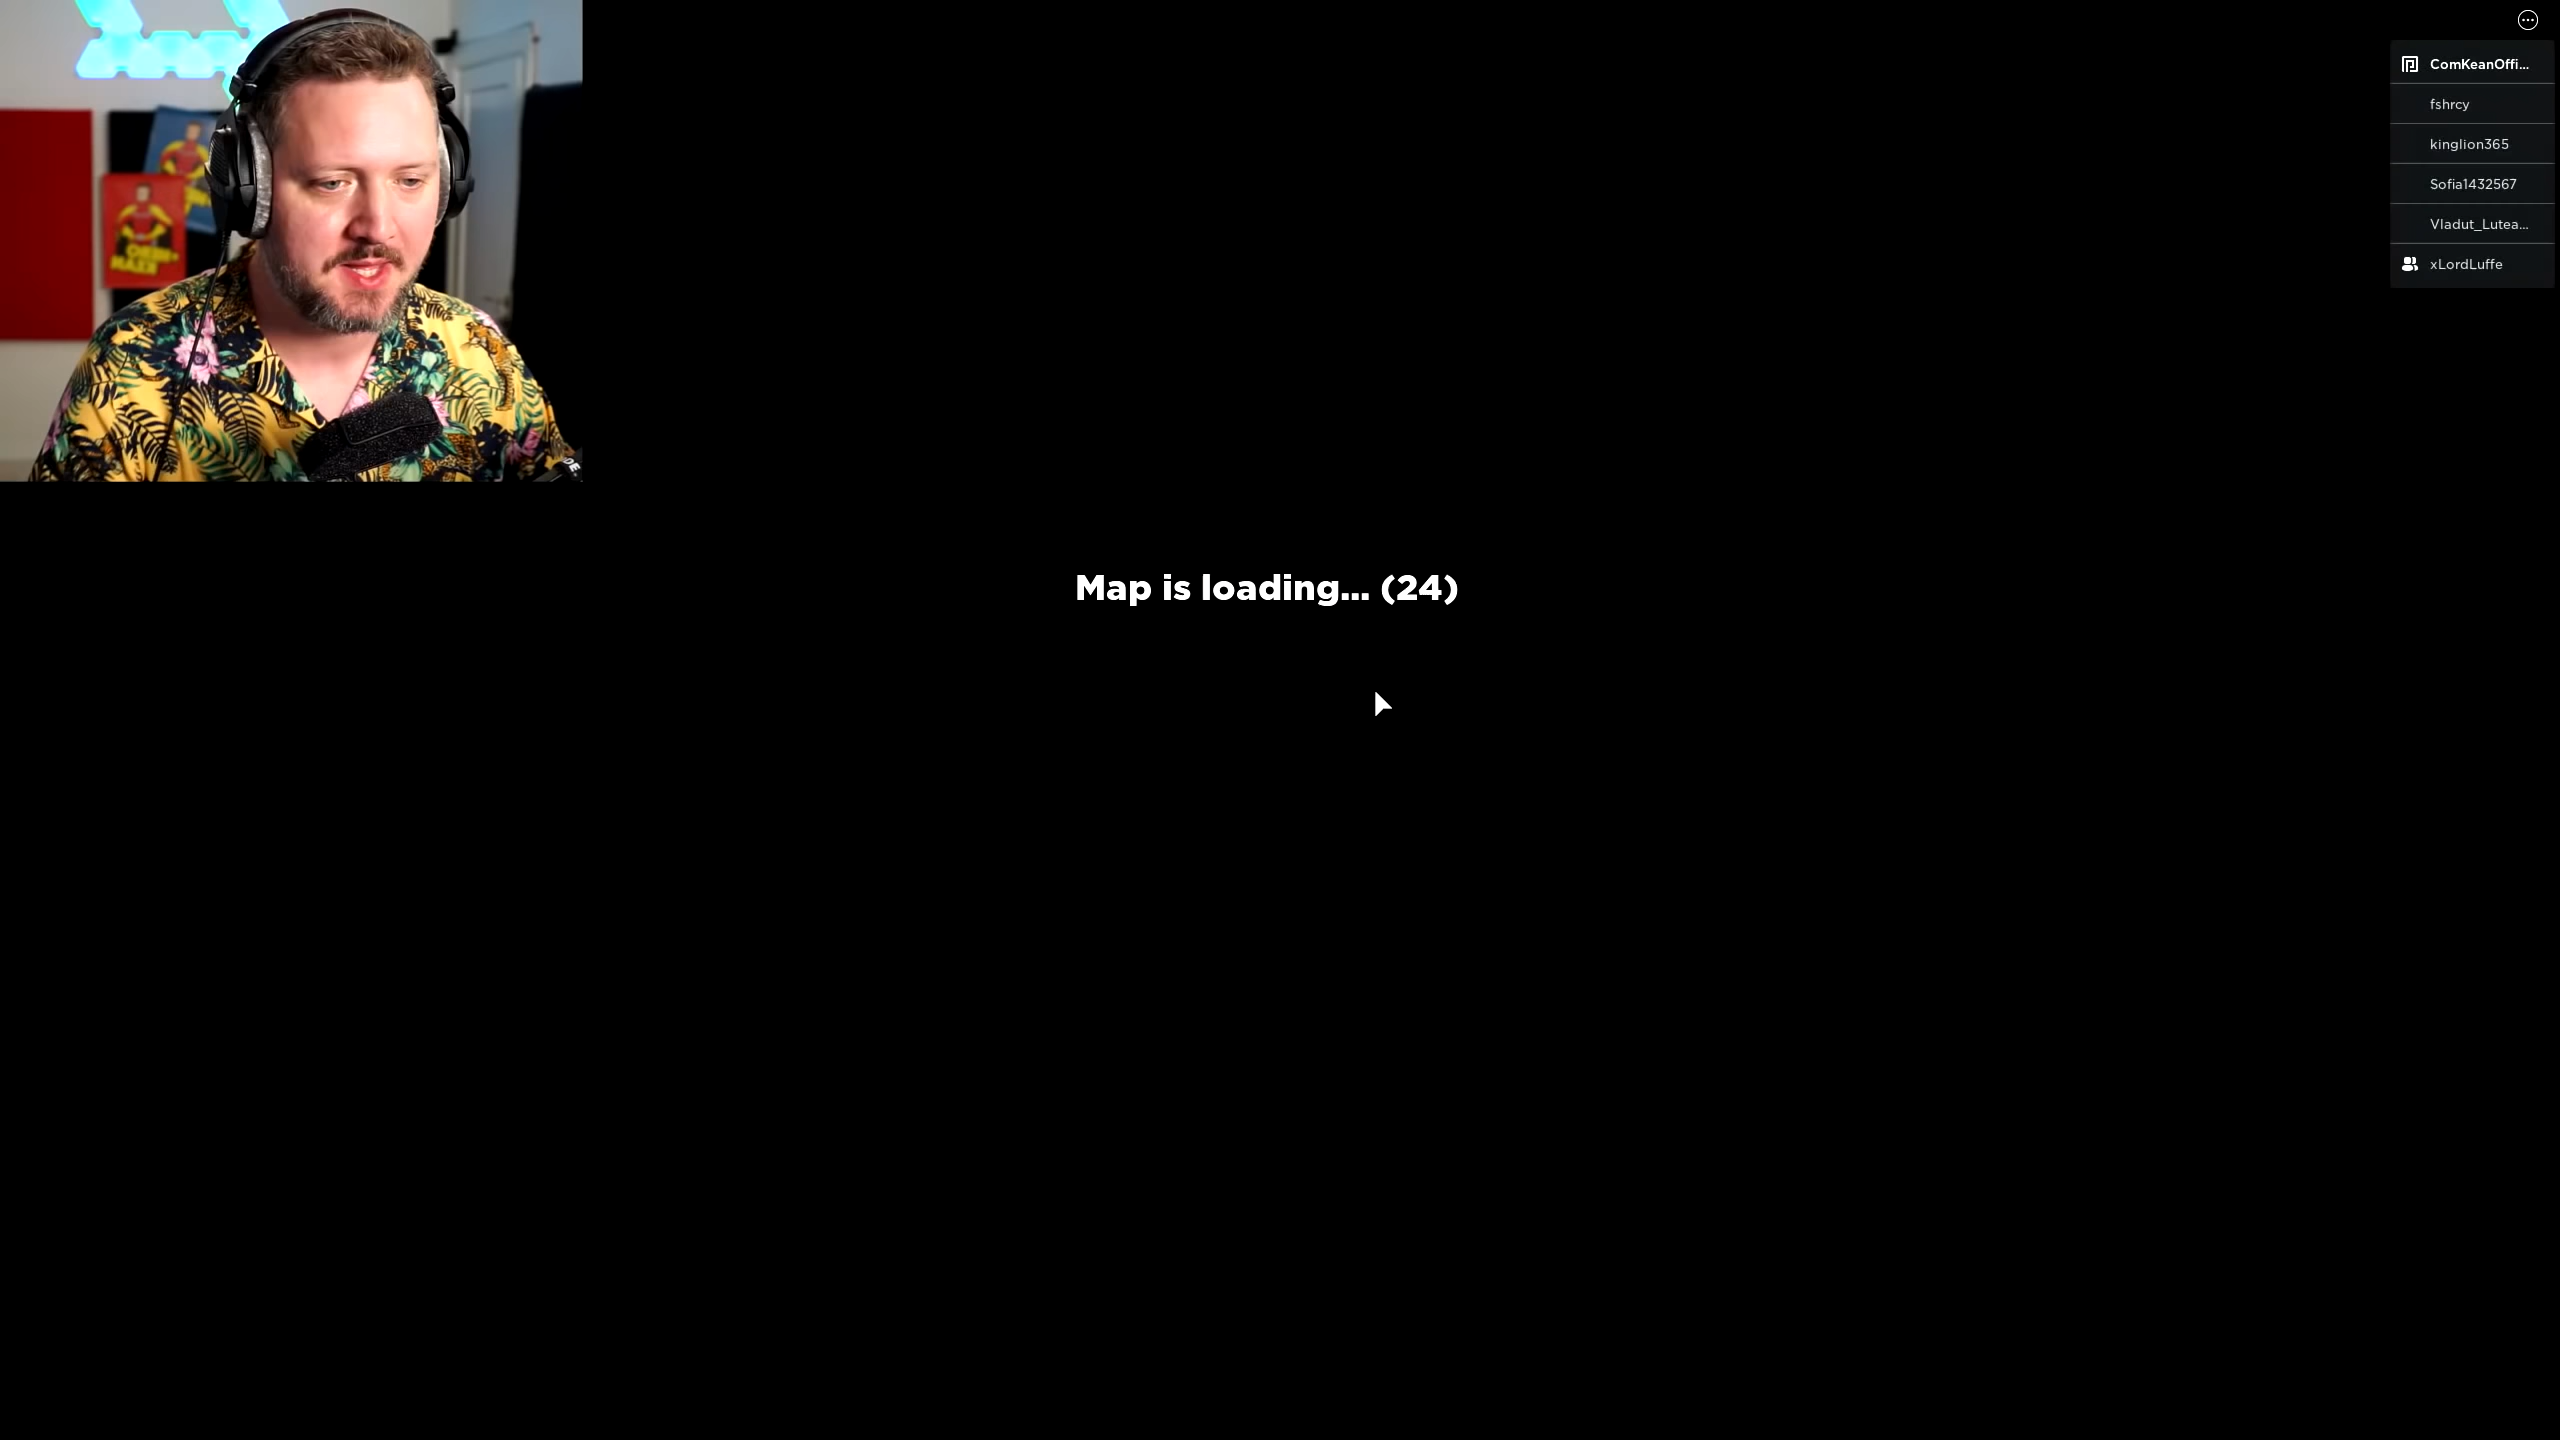 ComKeanOffi...
fshrcy
kinglion365
Sofia1432567
Vladut_Lutea...
xLordLuffe
Map is loading... (24)